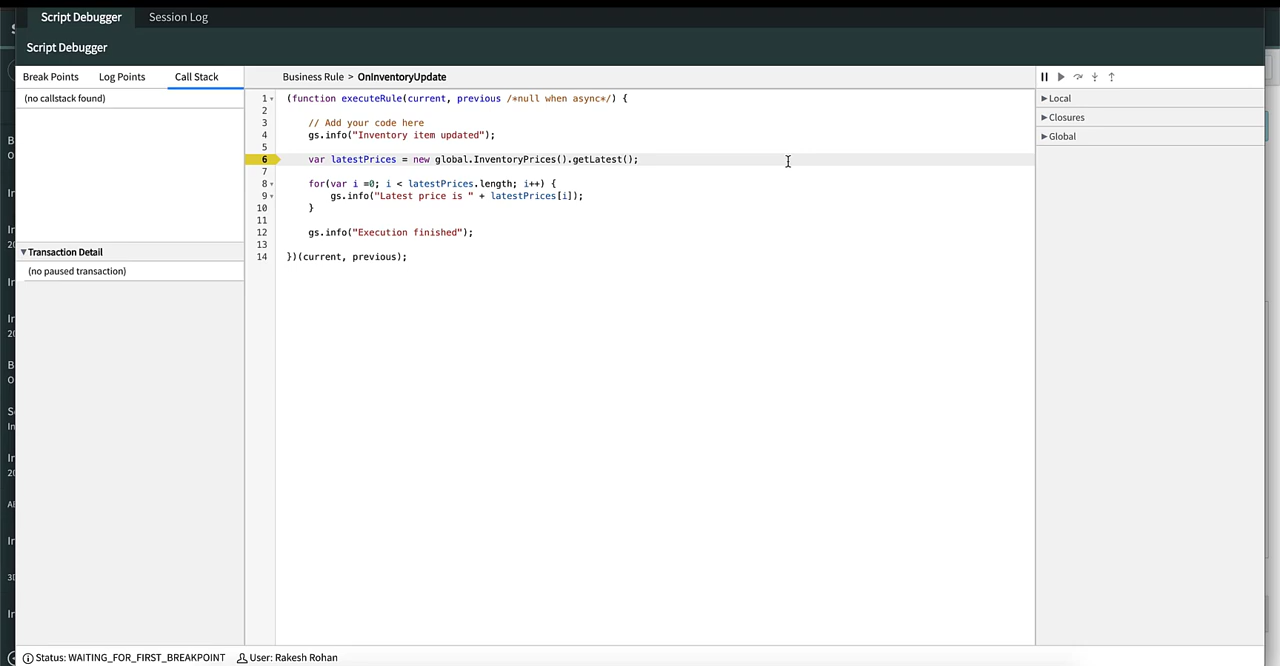 Script Debugger Session Log
Script Debugger
Break Points Log Points Call Stack
(no callstack found)
▼Transaction Detail
(no paused transaction)
Business Rule > OnInventoryUpdate
1 (function executeRule(current, previous /*null when async*/) {
2
3 // Add your code here
4 gs.info("Inventory item updated");
5
6 var latestPrices = new global.InventoryPrices().getLatest();
7
8 for(var i =0; i < latestPrices.length; i++) {
9 gs.info("Latest price is " + latestPrices[i]);
10 }
11
12 gs.info("Execution finished");
13
14 })(current, previous);
▶Local
▶Closures
▶Global
Status: WAITING_FOR_FIRST_BREAKPOINT User: Rakesh Rohan